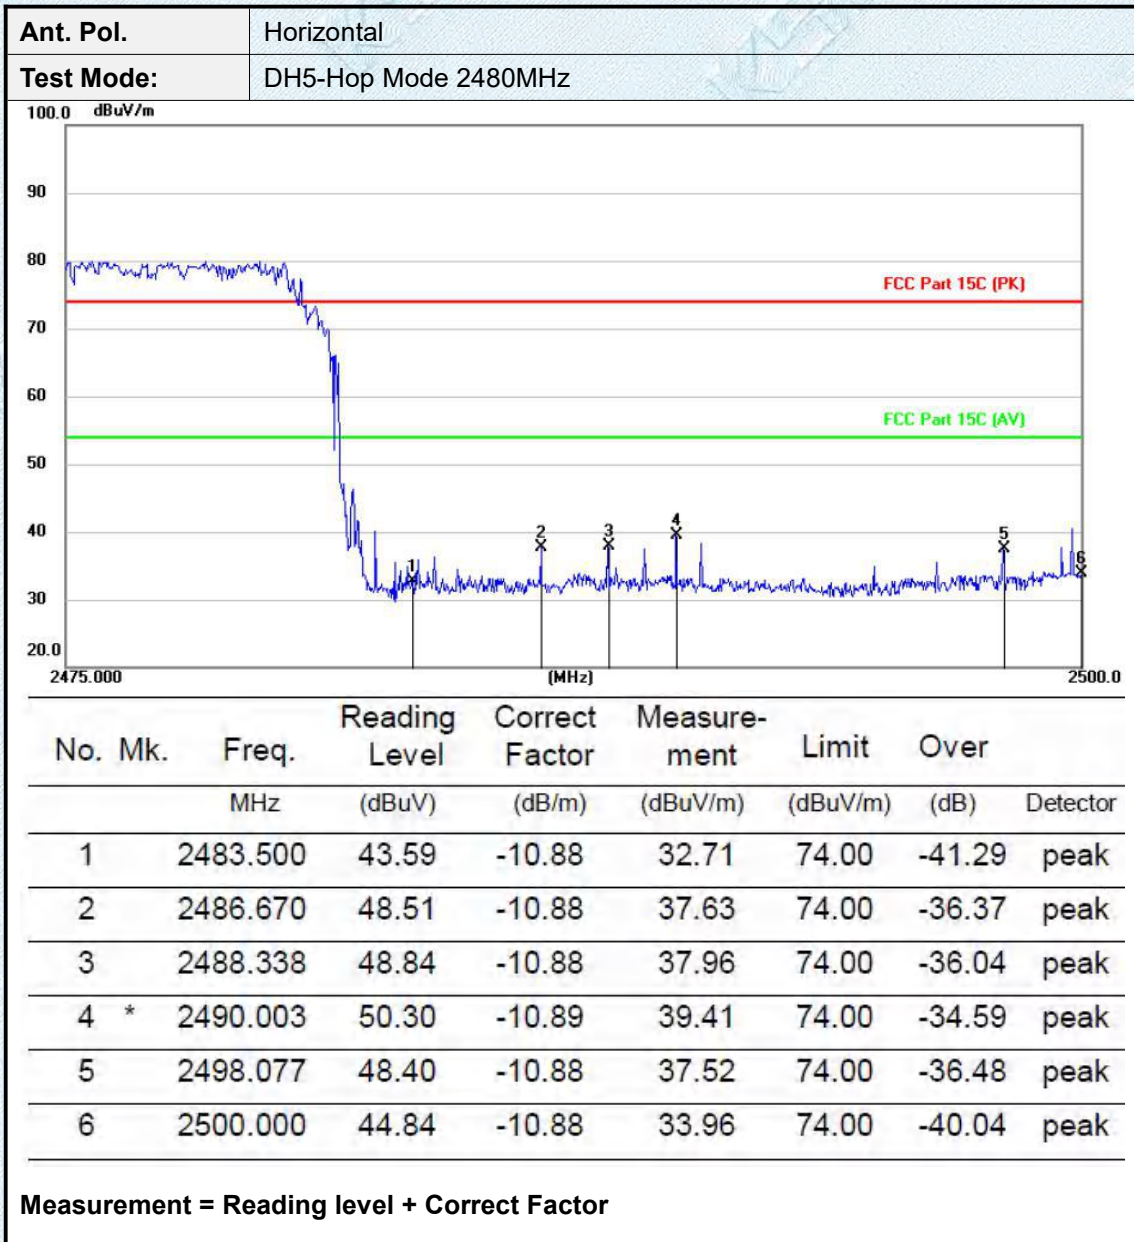 Ant. Pol. Horizontal
Test Mode: DH5-Hop Mode 2480MHz
100.0 dBuV/m
90
80
FCC Part 15C (PK)
70
60
FCC Part 15C (AV)
50
40
1 2 3 4 5 6
30
20.0
2475.000 (MHz) 2500.0
No. Mk. Freq. Reading Level Correct Factor Measure-ment Limit Over
MHz (dBuV) (dB/m) (dBuV/m) (dBuV/m) (dB) Detector
1 2483.500 43.59 -10.88 32.71 74.00 -41.29 peak
2 2486.670 48.51 -10.88 37.63 74.00 -36.37 peak
3 2488.338 48.84 -10.88 37.96 74.00 -36.04 peak
4 * 2490.003 50.30 -10.89 39.41 74.00 -34.59 peak
5 2498.077 48.40 -10.88 37.52 74.00 -36.48 peak
6 2500.000 44.84 -10.88 33.96 74.00 -40.04 peak
Measurement = Reading level + Correct Factor